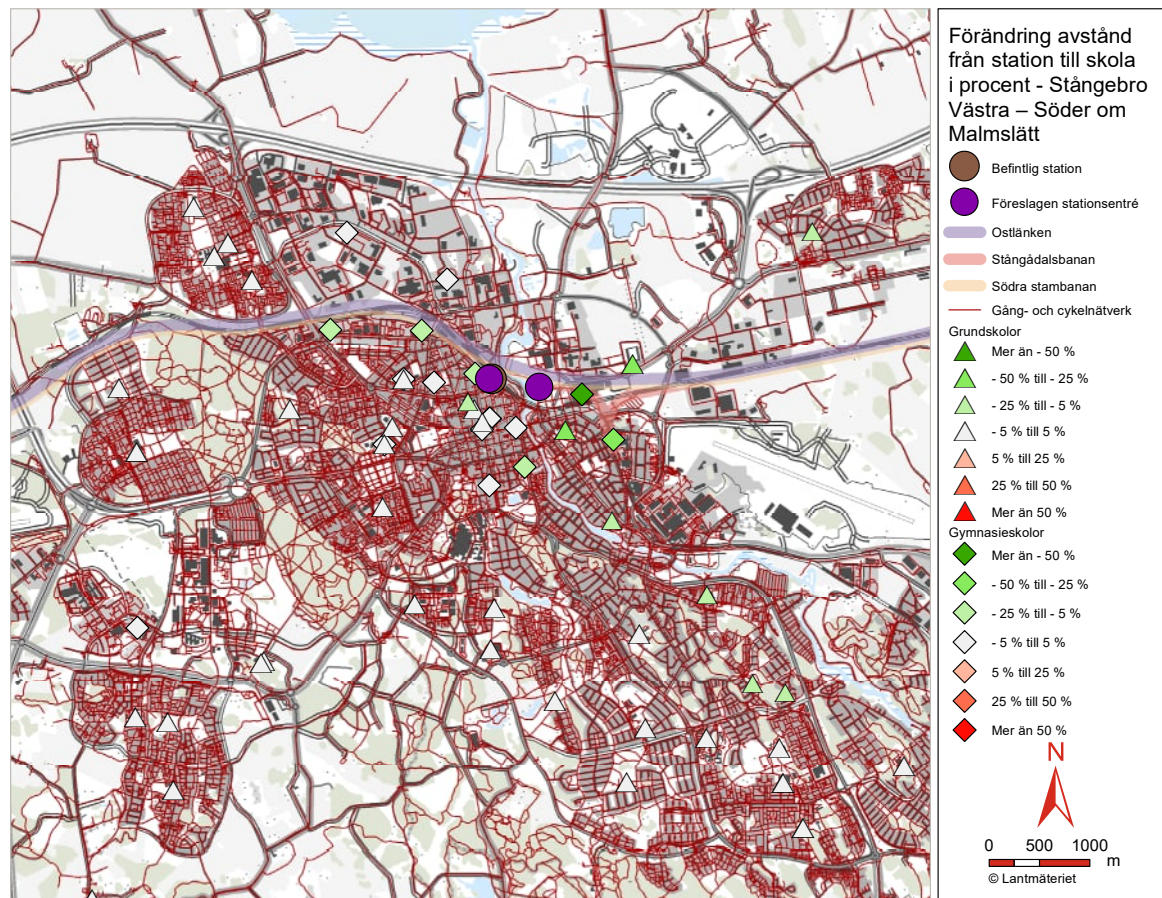 Förändring avstånd
från station till skola
i procent - Stångebro
Västra – Söder om
Malmslätt
Befintlig station
Föreslagen stationsentré
Ostlänken
Stångådalsbanan
Södra stambanan
Gång- och cykelnätverk
Grundskolor
Mer än - 50 %
- 50 % till - 25 %
- 25 % till - 5 %
- 5 % till 5 %
5 % till 25 %
25 % till 50 %
Mer än 50 %
Gymnasieskolor
Mer än - 50 %
- 50 % till - 25 %
- 25 % till - 5 %
- 5 % till 5 %
5 % till 25 %
25 % till 50 %
Mer än 50 %
N
0 500 1000
m
© Lantmäteriet